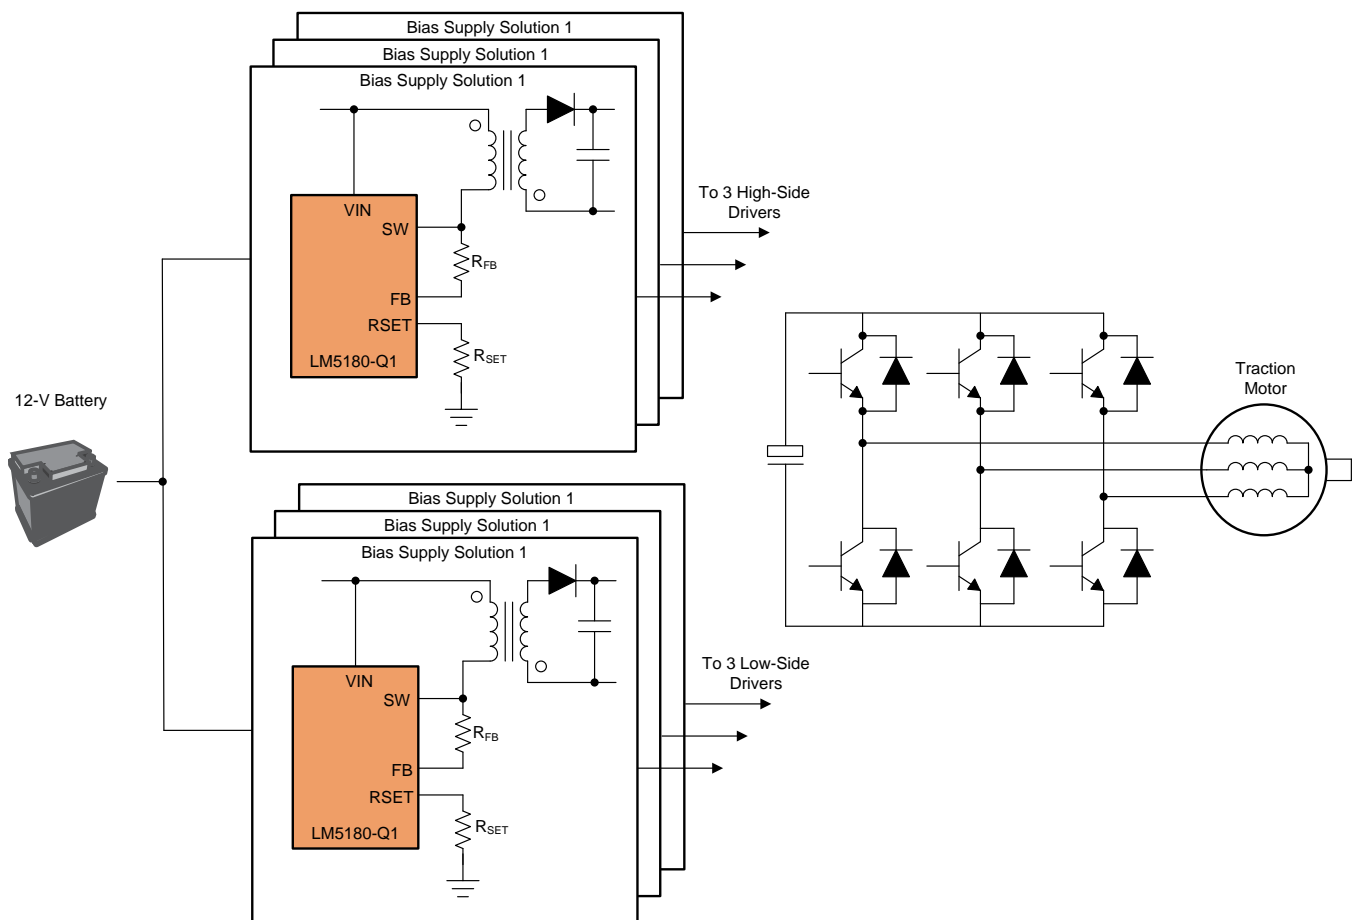 Bias Supply Solution 1
Bias Supply Solution 1
Bias Supply Solution 1
VIN
SW
RFB
FB
RSET
RSET
LM5180-Q1
To 3 High-Side
Drivers
12-V Battery
Traction
Motor
Bias Supply Solution 1
Bias Supply Solution 1
Bias Supply Solution 1
VIN
SW
RFB
FB
RSET
RSET
LM5180-Q1
To 3 Low-Side
Drivers